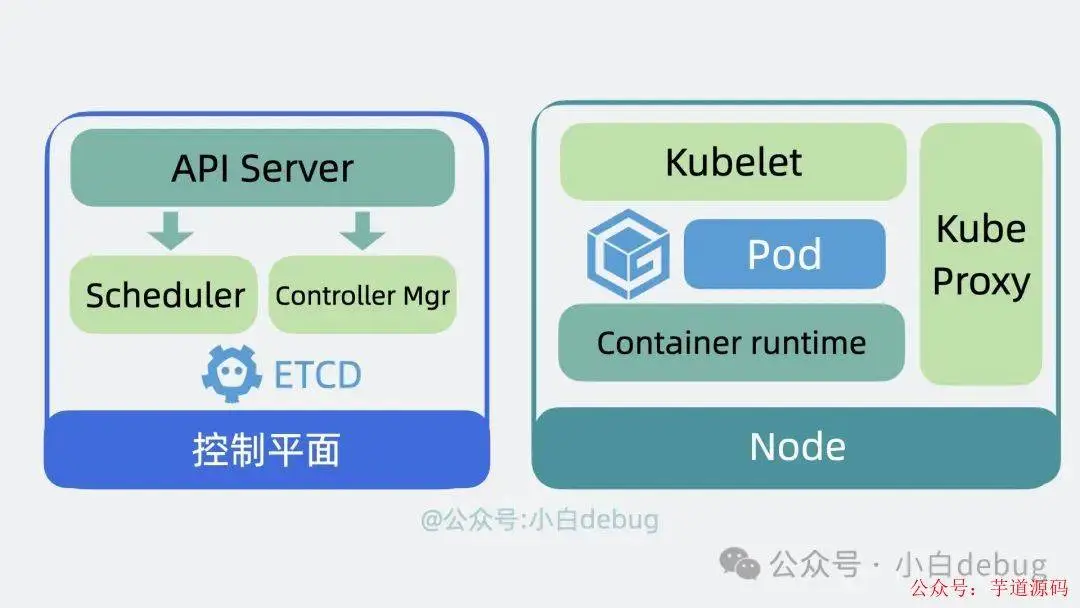 API Server
Scheduler
Controller Mgr
ETCD
控制平面
Kubelet
Pod
Container runtime
Kube
Proxy
Node
@公众号:小白debug
公众号 · 小白debug
公众号：芋道源码